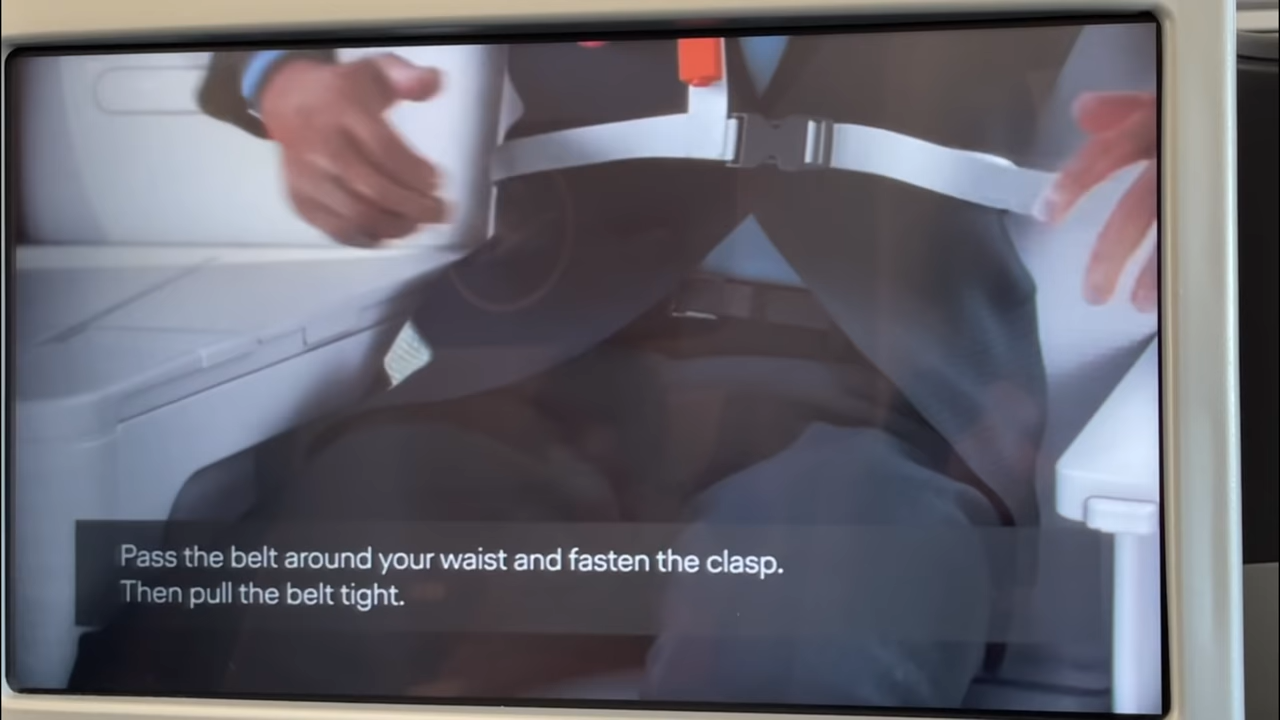 Pass the belt around your waist and fasten the clasp.
Then pull the belt tight.